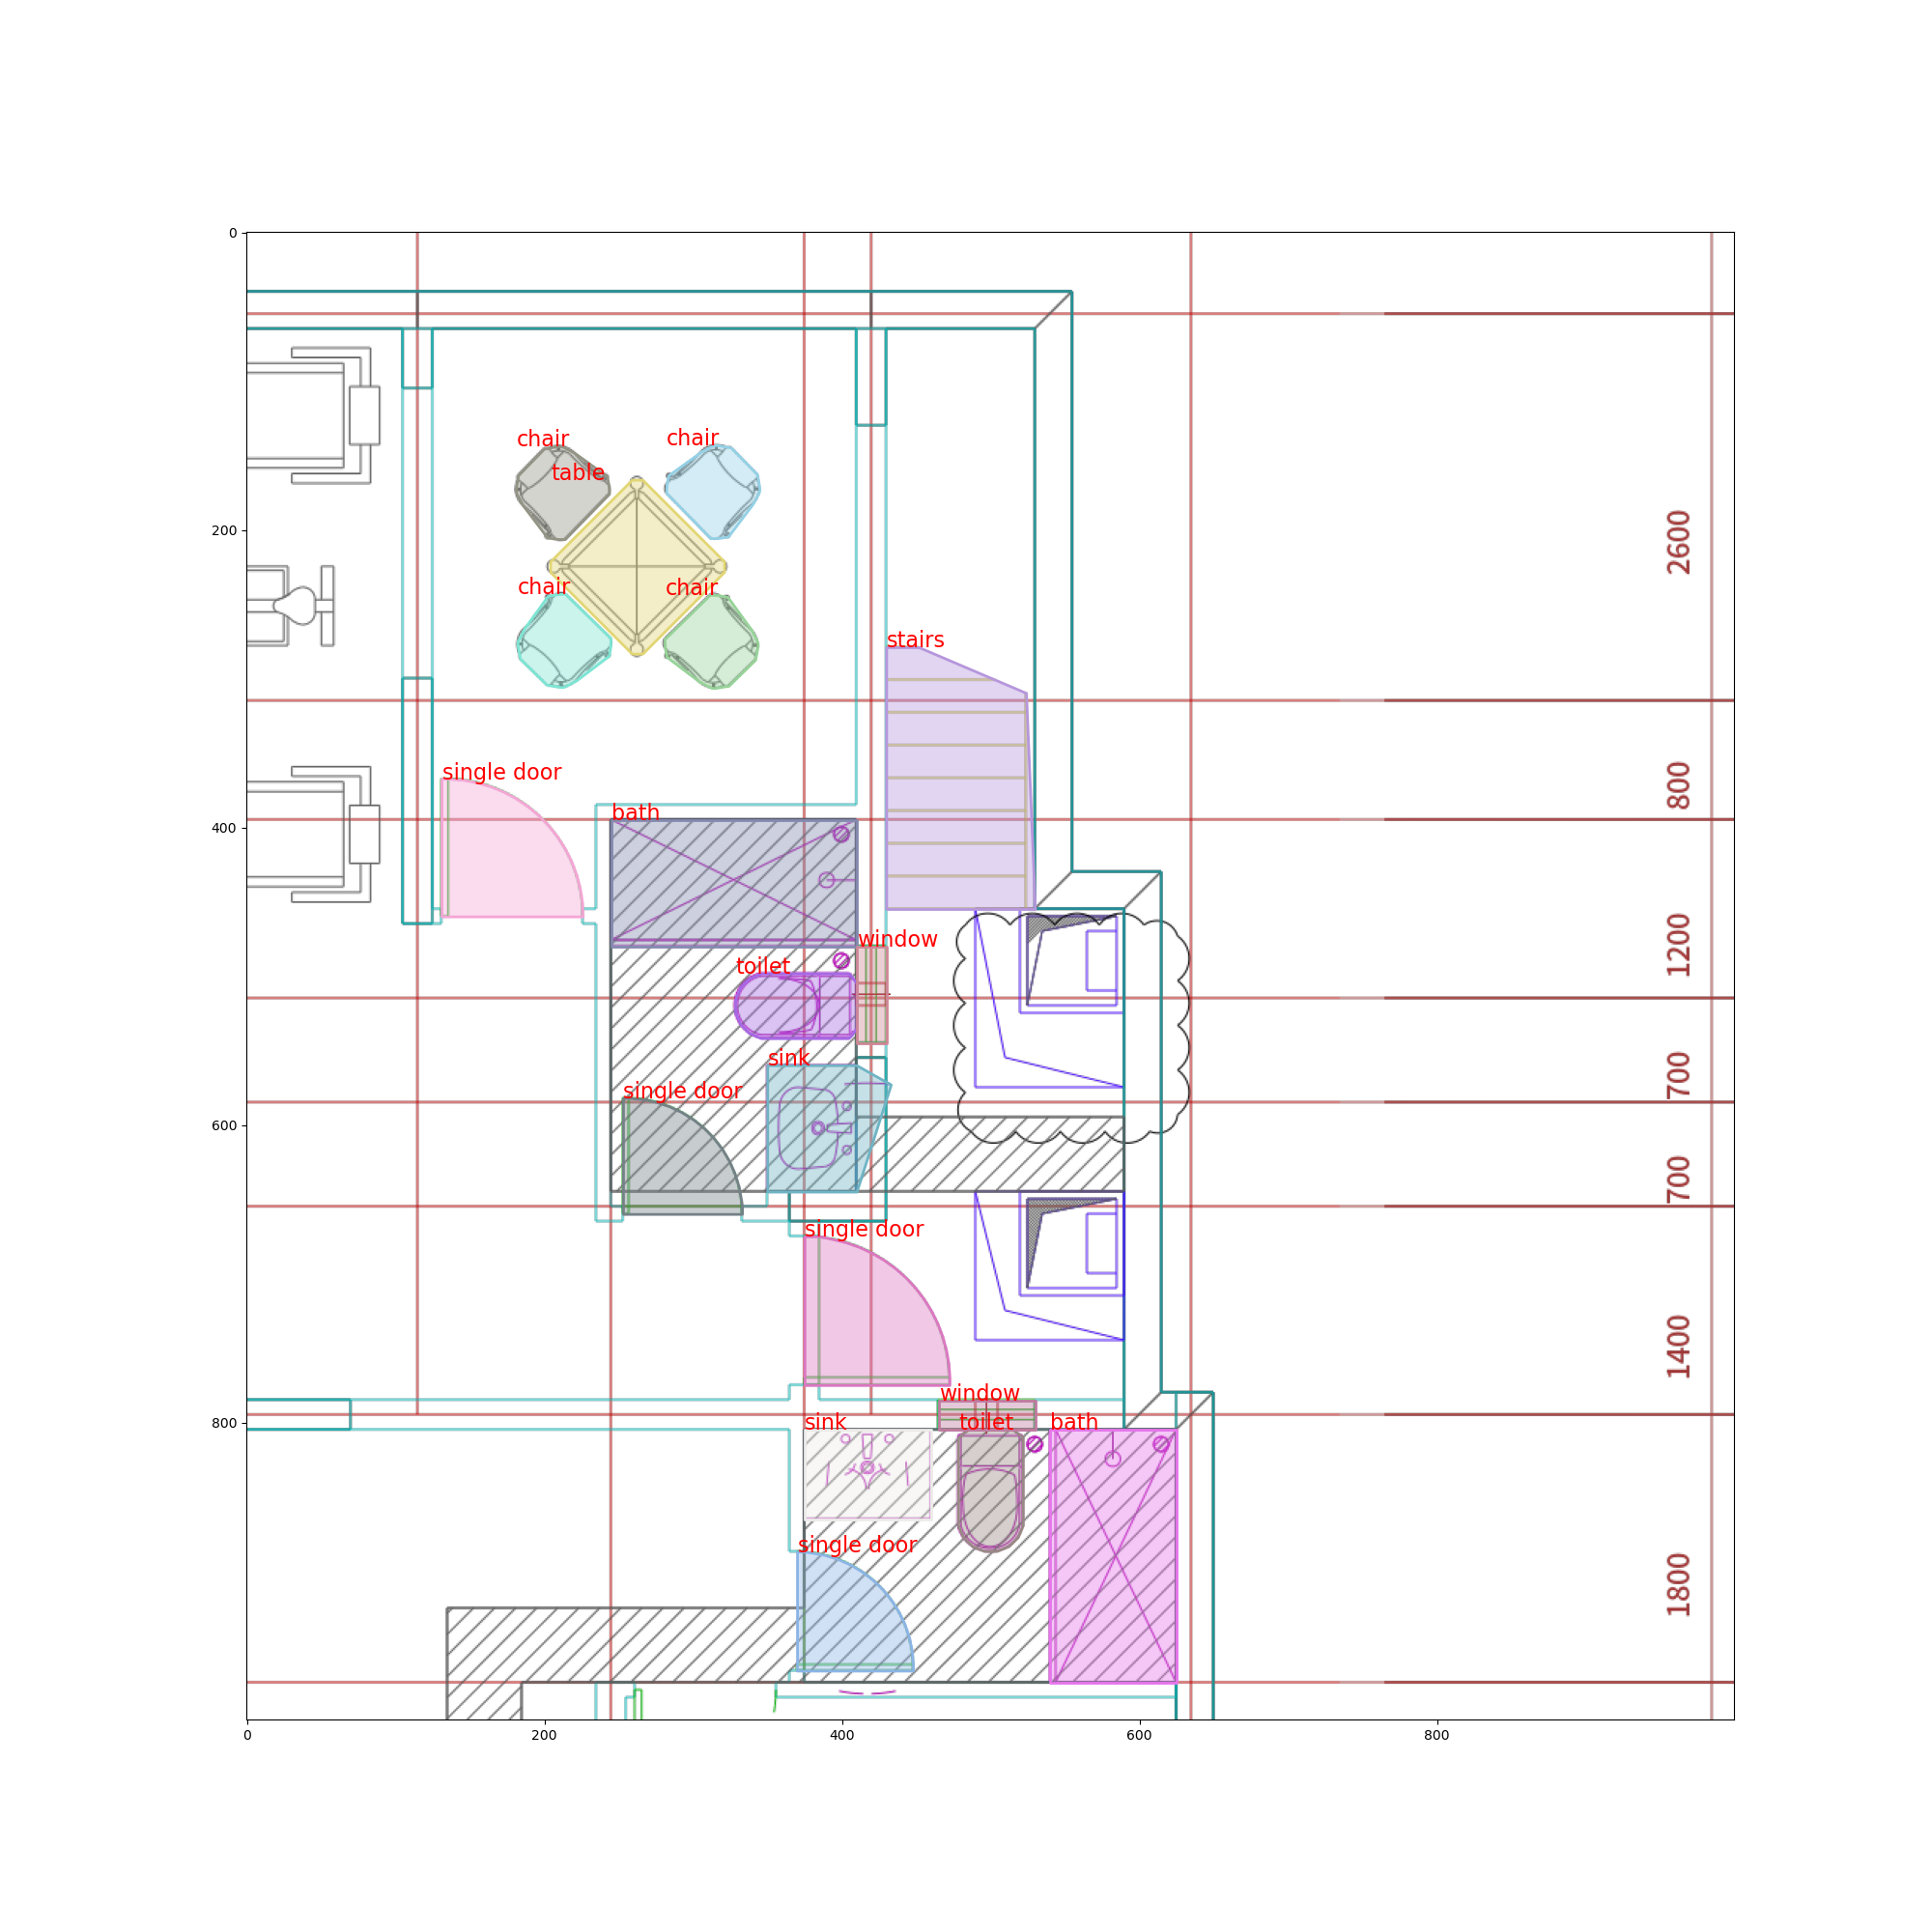 0
chair
chair
table
200
2600
chair
chair
stairs
single door
800
bath
400
window
1200
toilet
sink
700
single door
600
700
single door
1400
window
800
sink
toilet
bath
single door
1800
0
200
400
600
800